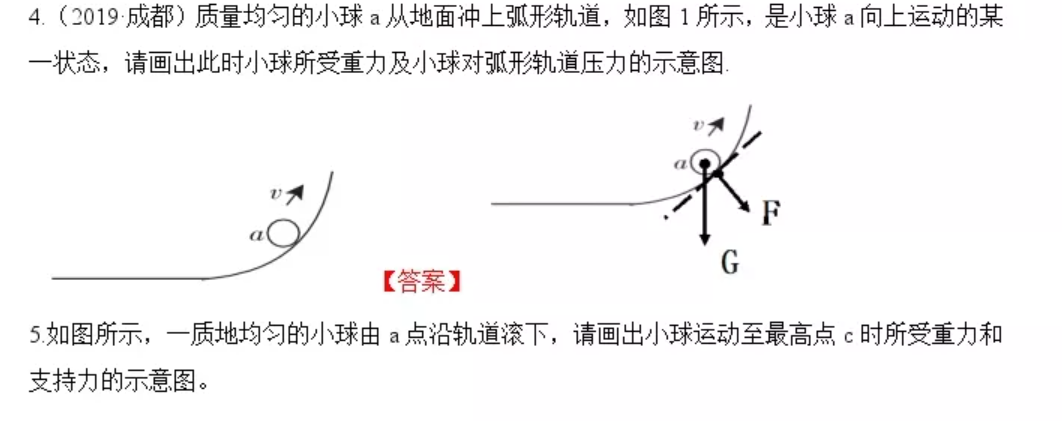 4.（2019·成都）质量均匀的小球 a 从地面冲上弧形轨道，如图 1 所示，是小球 a 向上运动的某
一状态，请画出此时小球所受重力及小球对弧形轨道压力的示意图.
v
a
v
a
F
G
【答案】
5.如图所示，一质地均匀的小球由 a 点沿轨道滚下，请画出小球运动至最高点 c 时所受重力和
支持力的示意图。